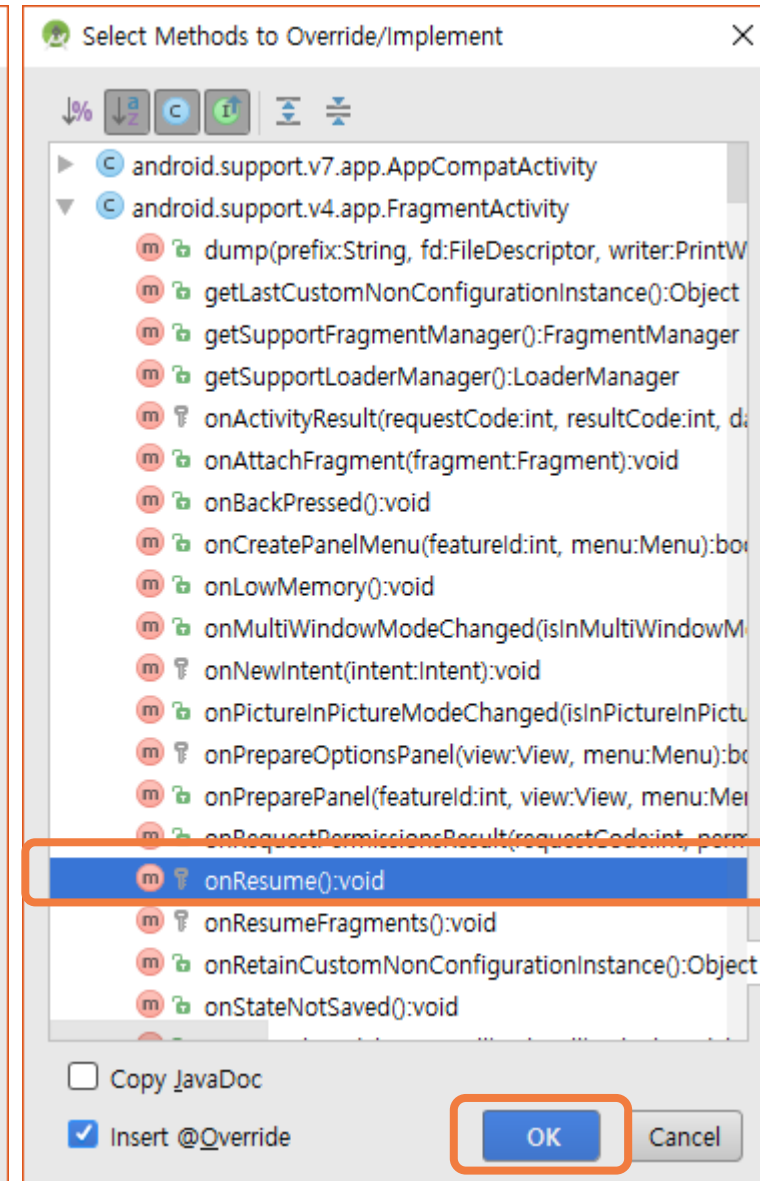 Select Methods to Override/Implement
android.support.v7.app.AppCompatActivity
android.support.v4.app.FragmentActivity
dump(prefix:String, fd:FileDescriptor, writer:PrintW
getLastCustomNonConfigurationInstance():Object
getSupportFragmentManager():FragmentManager
getSupportLoaderManager():LoaderManager
onActivityResult(requestCode:int, resultCode:int, da
onAttachFragment(fragment:Fragment):void
onBackPressed():void
onCreatePanelMenu(featureId:int, menu:Menu):boo
onLowMemory():void
onMultiWindowModeChanged(isInMultiWindowM
onNewIntent(intent:Intent):void
onPictureInPictureModeChanged(isInPictureInPictu
onPrepareOptionsPanel(view:View, menu:Menu):bo
onPreparePanel(featureId:int, view:View, menu:Me
onRequestPermissionsResult(requestCode:int, perm
onResume():void
onResumeFragments():void
onRetainCustomNonConfigurationInstance():Object
onStateNotSaved():void
Copy JavaDoc
Insert @Override
OK
Cancel